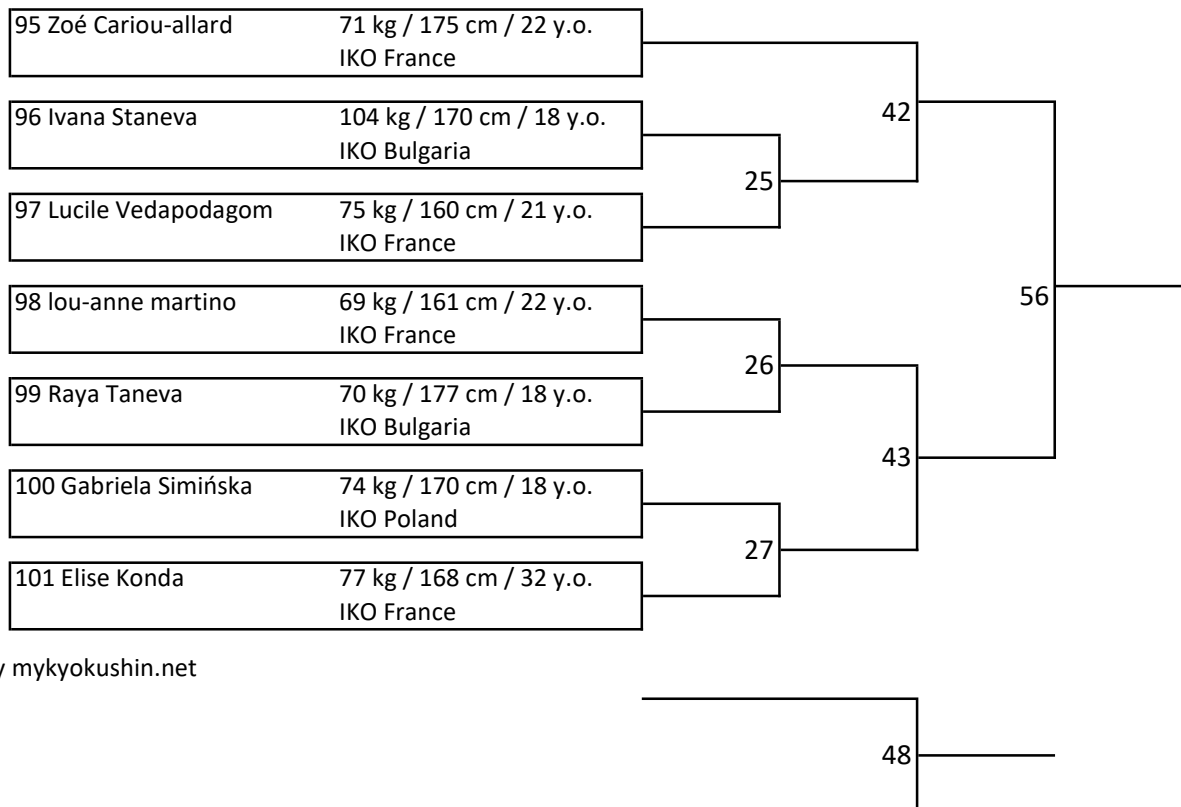 95 Zoé Cariou-allard 71 kg / 175 cm / 22 y.o.
IKO France
42
96 Ivana Staneva 104 kg / 170 cm / 18 y.o.
IKO Bulgaria
25
97 Lucile Vedapodagom 75 kg / 160 cm / 21 y.o.
IKO France
98 lou-anne martino 69 kg / 161 cm / 22 y.o.
IKO France
56
26
99 Raya Taneva 70 kg / 177 cm / 18 y.o.
IKO Bulgaria
43
100 Gabriela Simińska 74 kg / 170 cm / 18 y.o.
IKO Poland
27
101 Elise Konda 77 kg / 168 cm / 32 y.o.
IKO France
y mykyokushin.net
48